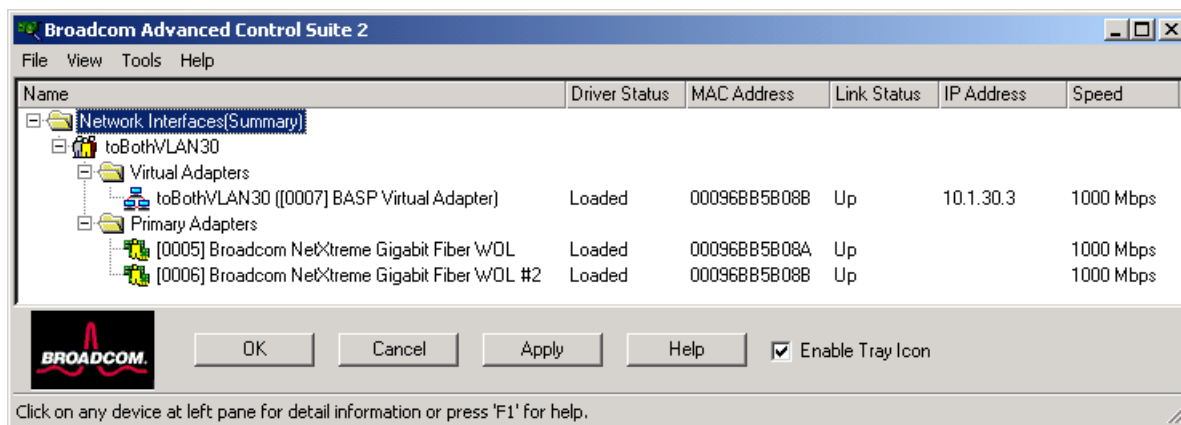 Broadcom Advanced Control Suite 2
File View Tools Help
Name Driver Status MAC Address Link Status IP Address Speed
Network Interfaces(Summary)
toBothVLAN30
Virtual Adapters
toBothVLAN30 ([0007] BASP Virtual Adapter) Loaded 00096BB5B08B Up 10.1.30.3 1000 Mbps
Primary Adapters
[0005] Broadcom NetXtreme Gigabit Fiber WOL Loaded 00096BB5B08A Up 1000 Mbps
[0006] Broadcom NetXtreme Gigabit Fiber WOL #2 Loaded 00096BB5B08B Up 1000 Mbps
BROADCOM. OK Cancel Apply Help Enable Tray Icon
Click on any device at left pane for detail information or press 'F1' for help.